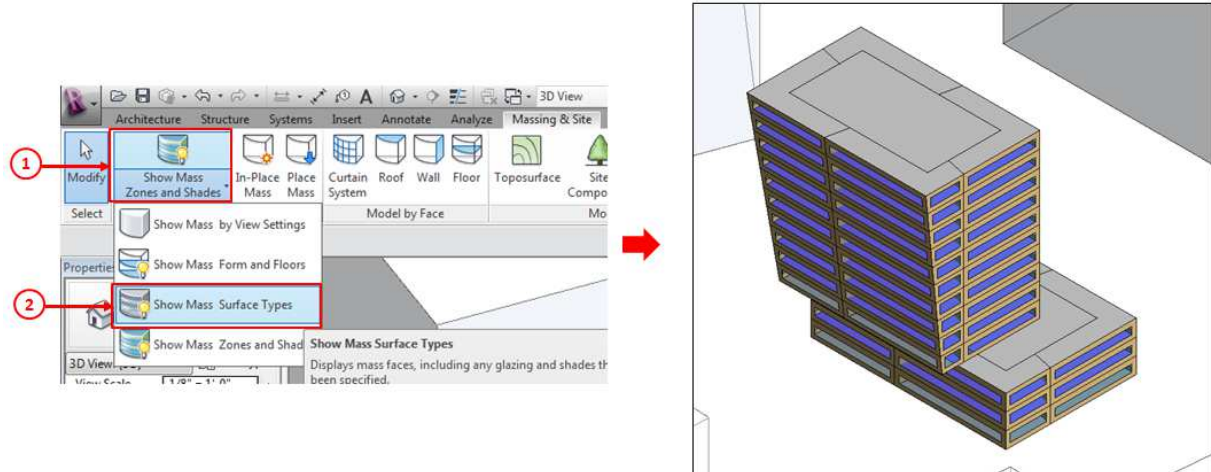 3D View
Architecture Structure Systems Insert Annotate Analyze Massing & Site
1
Modify
Show Mass
Zones and Shades
In-Place
Mass
Place
Mass
Curtain
System
Roof
Wall
Floor
Toposurface
Site
Compo
Select
Model by Face
Mo
Show Mass by View Settings
Propertie
Show Mass Form and Floors
2
Show Mass Surface Types
Show Mass Zones and Shad
Show Mass Surface Types
Displays mass faces, including any glazing and shades th
been specified.
View Scale 1/8" = 1'-0"